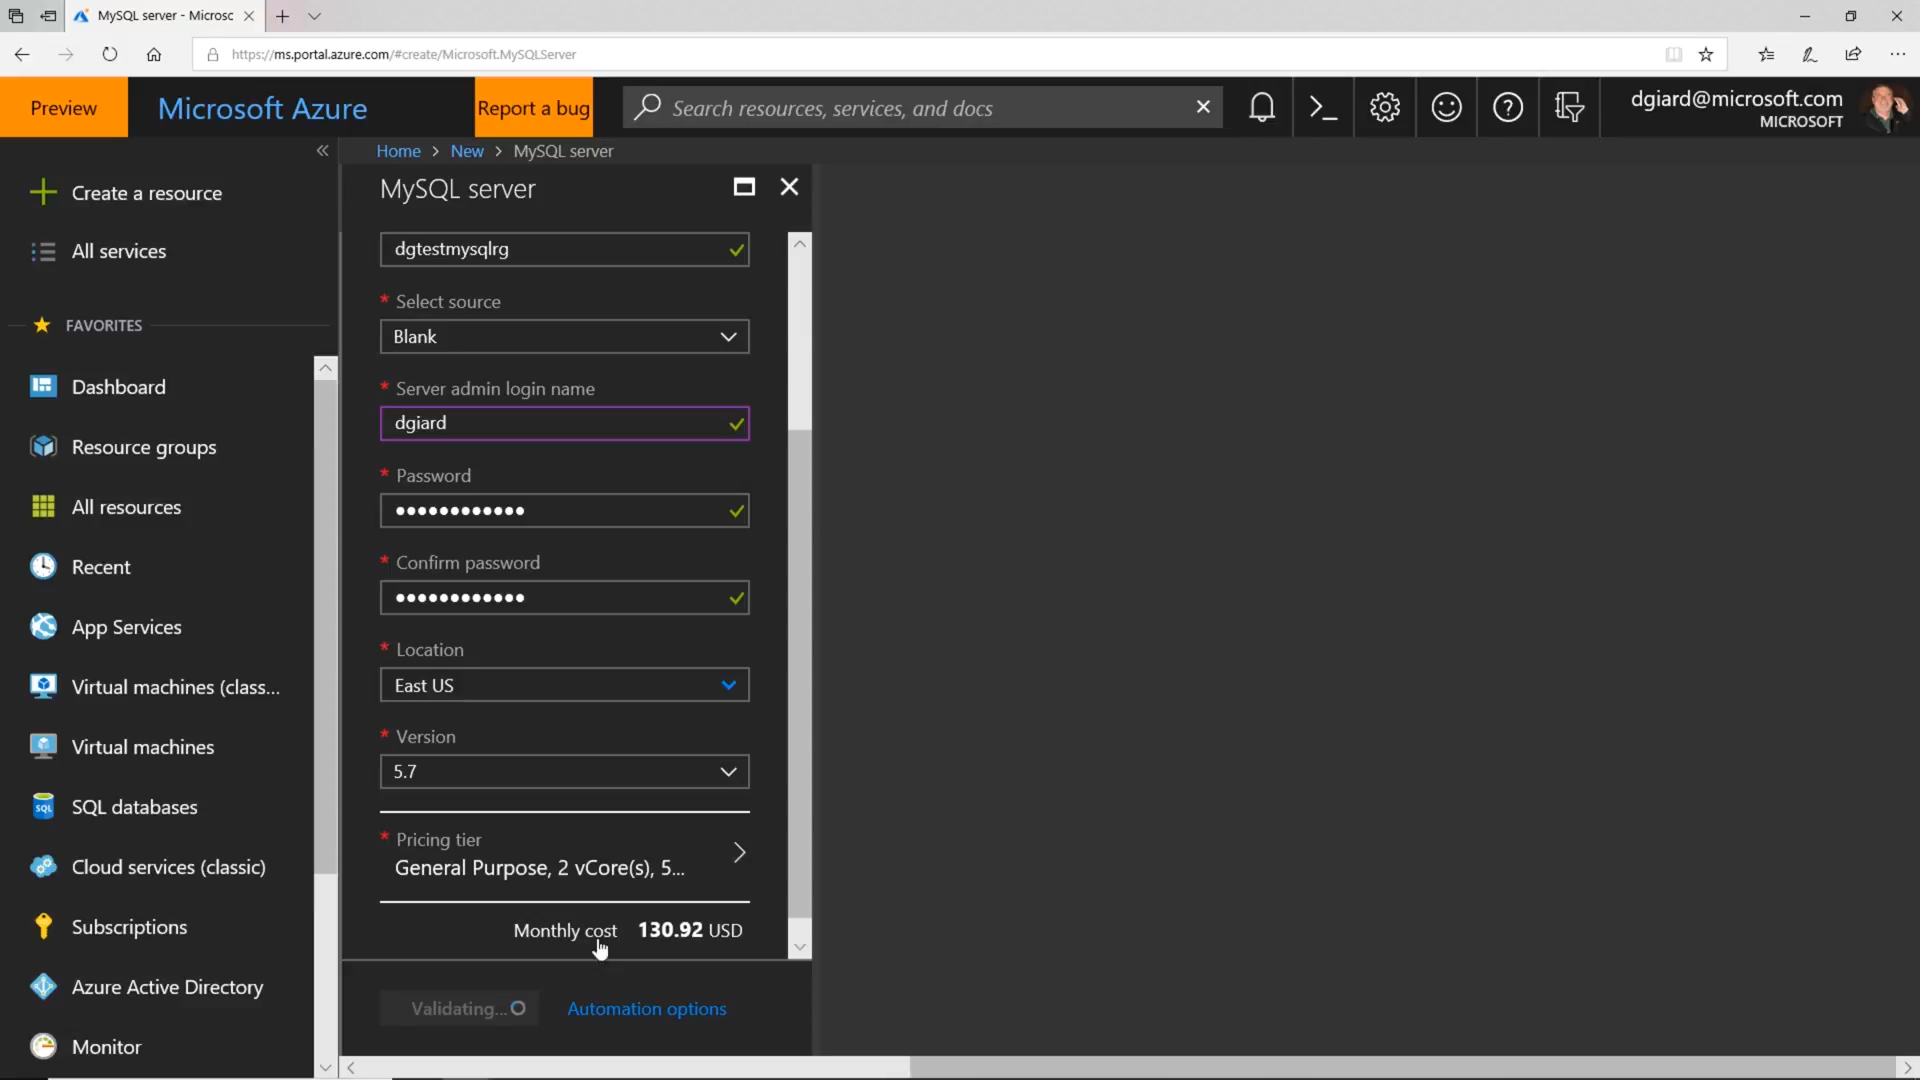 MySQL server - Microsc
https://ms.portal.azure.com/#create/Microsoft.MySQLServer
Preview
Microsoft Azure
Report a bug
Search resources, services, and docs
dgiard@microsoft.com
MICROSOFT
Home > New > MySQL server
Create a resource
All services
FAVORITES
Dashboard
Resource groups
All resources
Recent
App Services
Virtual machines (class...
Virtual machines
SQL databases
Cloud services (classic)
Subscriptions
Azure Active Directory
Monitor
MySQL server
dgtestmysqlrg
* Select source
Blank
* Server admin login name
dgiard
* Password
* Confirm password
* Location
East US
* Version
5.7
* Pricing tier
General Purpose, 2 vCore(s), 5...
Monthly cost 130.92 USD
Validating...
Automation options